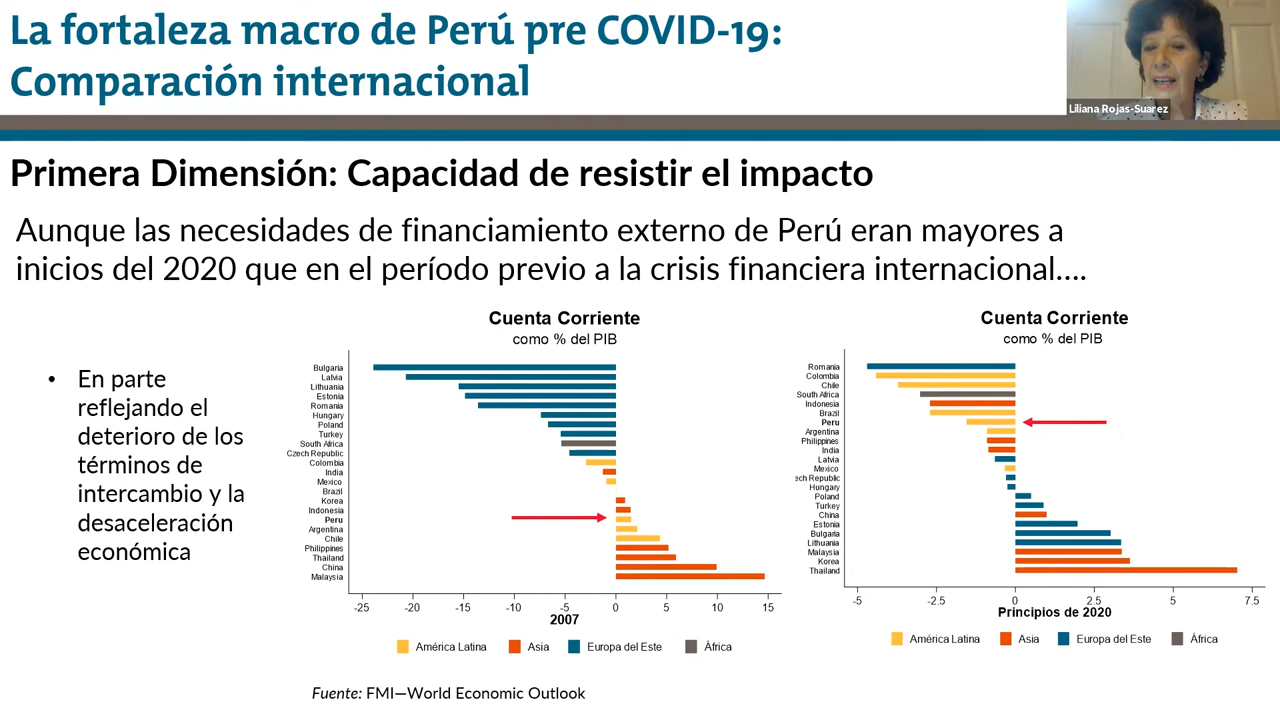 La fortaleza macro de Perú pre COVID-19:
Comparación internacional
Liliana Rojas-Suarez
Primera Dimensión: Capacidad de resistir el impacto
Aunque las necesidades de financiamiento externo de Perú eran mayores a
inicios del 2020 que en el período previo a la crisis financiera internacional....
• En parte
reflejando el
deterioro de los
términos de
intercambio y la
desaceleración
económica
Cuenta Corriente
como % del PIB
Bulgaria
Latvia
Lithuania
Estonia
Romania
Hungary
Poland
Turkey
South Africa
Czech Republic
Colombia
India
Mexico
Brazil
Korea
Indonesia
Peru
Argentina
Chile
Philippines
Thailand
China
Malaysia
-25 -20 -15 -10 -5 0 5 10 15
2007
América Latina Asia Europa del Este África
Cuenta Corriente
como % del PIB
Romania
Colombia
Chile
South Africa
Indonesia
Brazil
Peru
Argentina
Philippines
India
Latvia
Mexico
ech Republic
Hungary
Poland
Turkey
China
Estonia
Bulgaria
Lithuania
Malaysia
Korea
Thailand
-5 -2.5 0 2.5 5 7.5
Principios de 2020
América Latina Asia Europa del Este África
Fuente: FMI—World Economic Outlook